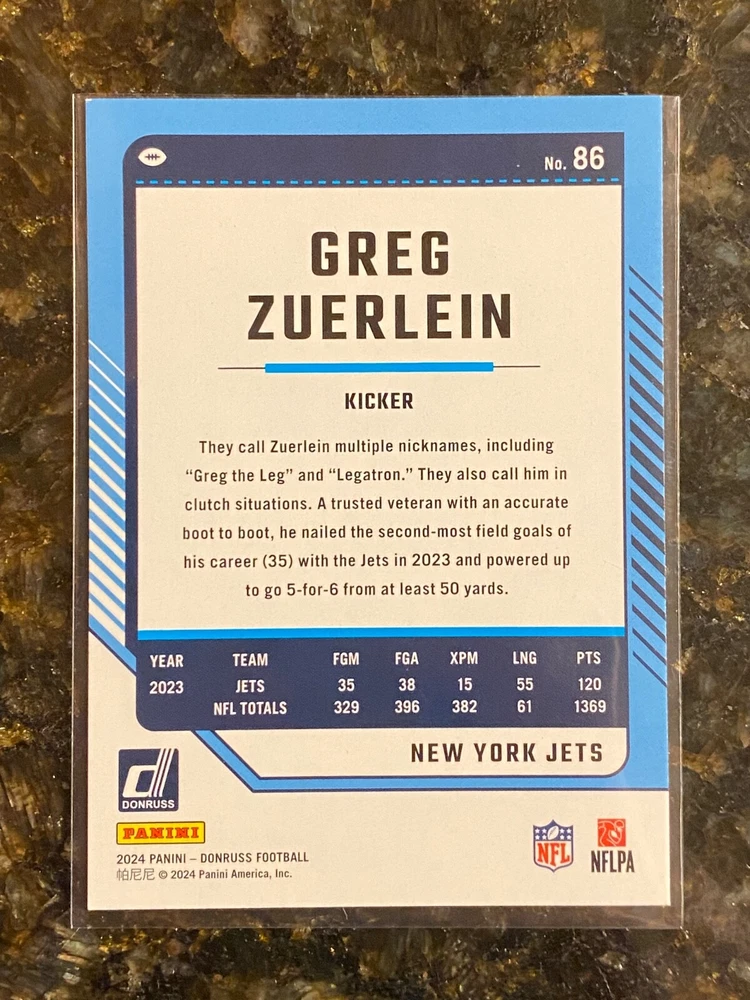 No. 86
GREG
ZUERLEIN
KICKER
They call Zuerlein multiple nicknames, including
“Greg the Leg” and “Legatron.” They also call him in
clutch situations. A trusted veteran with an accurate
boot to boot, he nailed the second-most field goals of
his career (35) with the Jets in 2023 and powered up
to go 5-for-6 from at least 50 yards.
YEAR TEAM FGM FGA XPM LNG PTS
2023 JETS 35 38 15 55 120
NFL TOTALS 329 396 382 61 1369
NEW YORK JETS
d
DONRUSS
PANINI
2024 PANINI – DONRUSS FOOTBALL
帕尼尼 © 2024 Panini America, Inc.
NFL
NFLPA